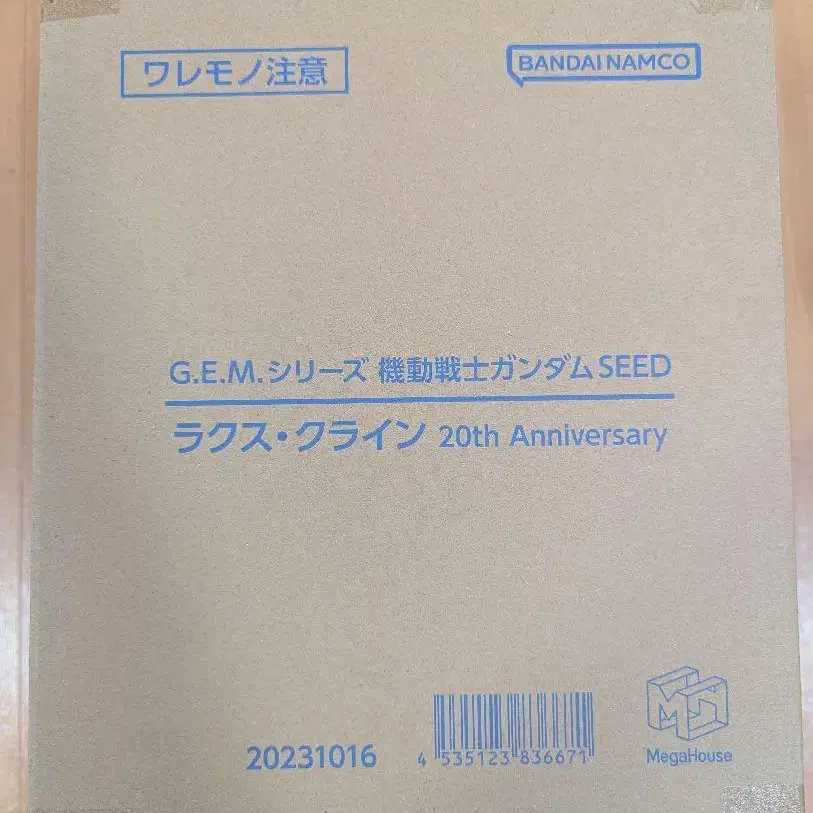 ワレモノ注意
BANDAI NAMCO
G.E.M.シリーズ 機動戦士ガンダムSEED
ラクス・クライン 20th Anniversary
20231016
4 535123 836671
MegaHouse